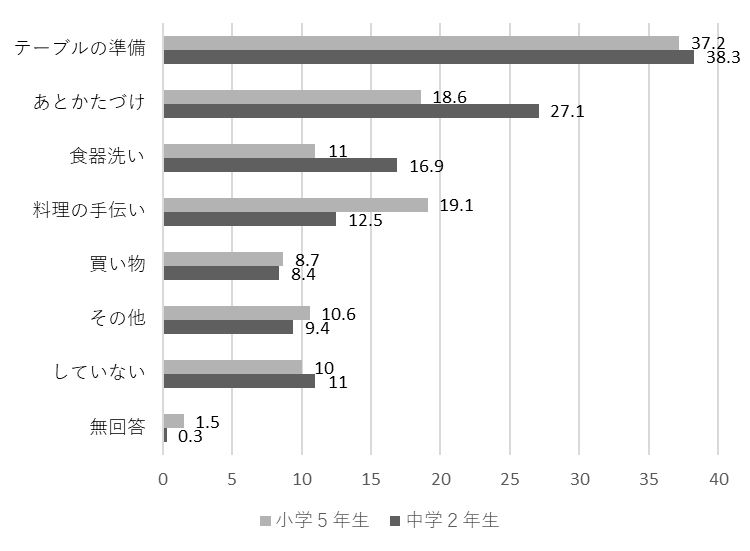 テーブルの準備
37.2
38.3
あとかたづけ
18.6
27.1
食器洗い
11
16.9
料理の手伝い
19.1
12.5
買い物
8.7
8.4
その他
10.6
9.4
していない
10
11
無回答
1.5
0.3
0 5 10 15 20 25 30 35 40
小学５年生 中学２年生